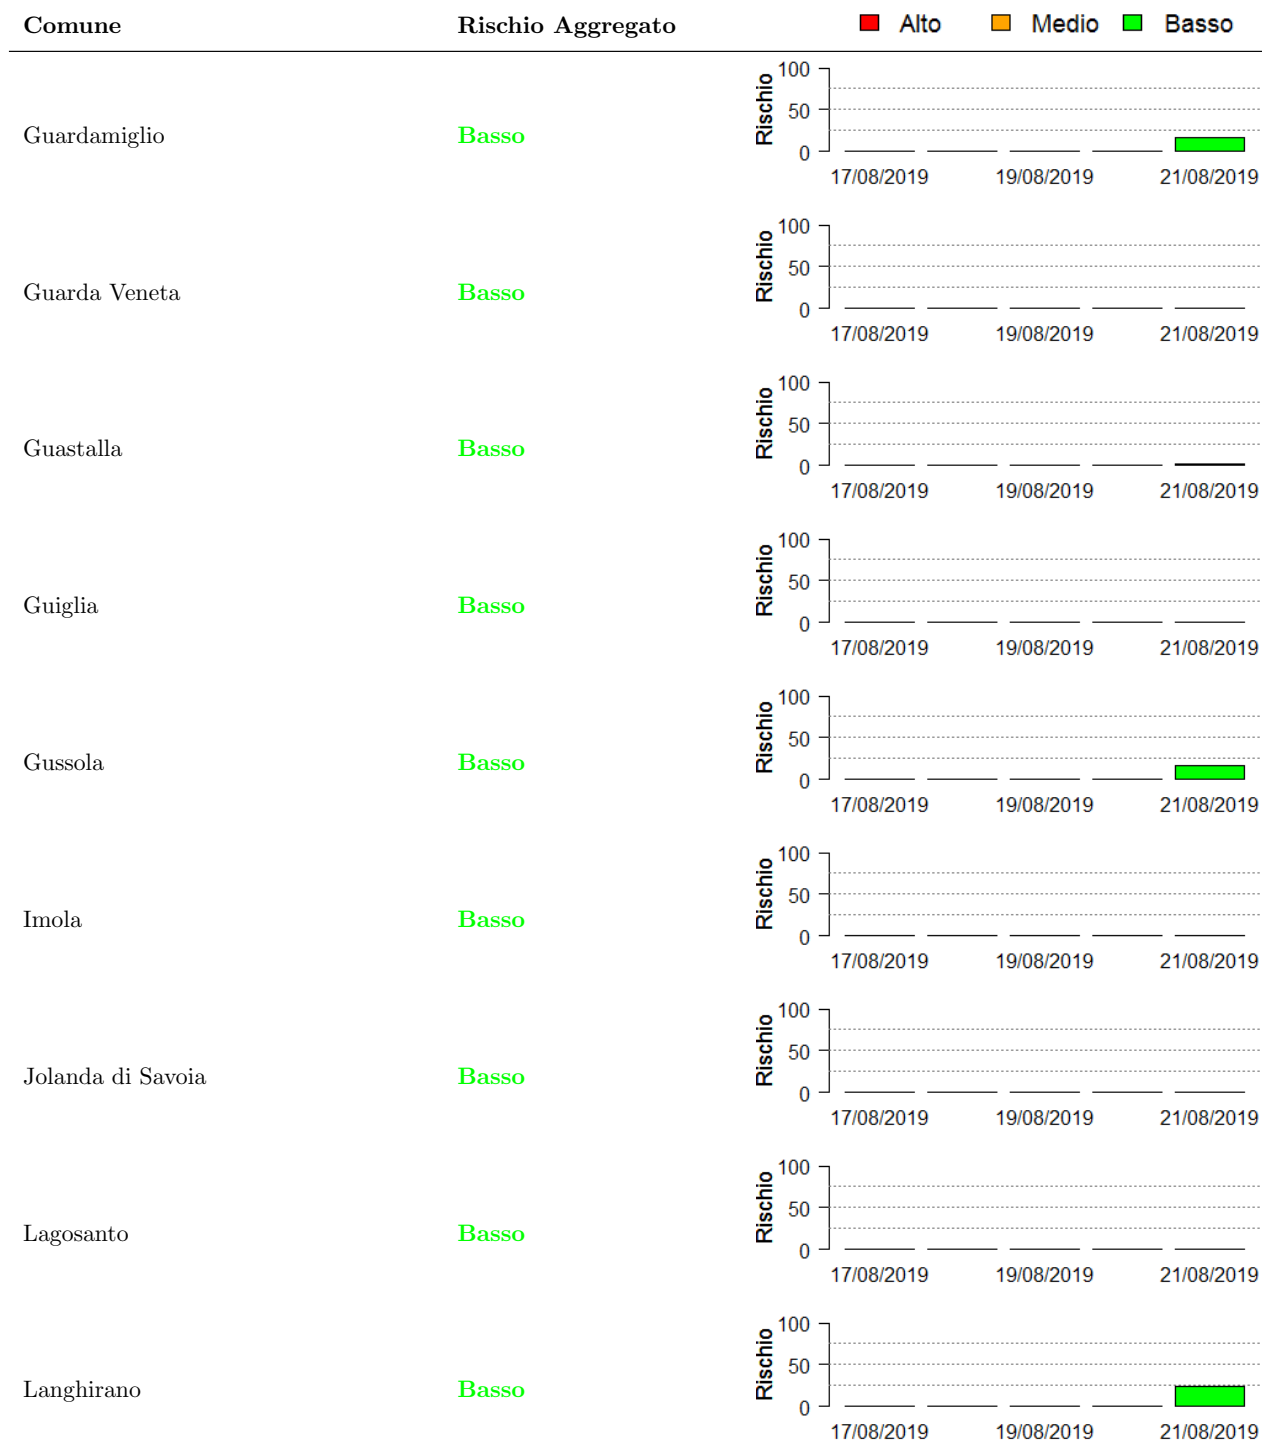 Comune Rischio Aggregato Alto Medio Basso
100
50
0
Rischio
Guardamiglio Basso
17/08/2019 19/08/2019 21/08/2019
100
50
0
Rischio
Guarda Veneta Basso
17/08/2019 19/08/2019 21/08/2019
100
50
0
Rischio
Guastalla Basso
17/08/2019 19/08/2019 21/08/2019
100
50
0
Rischio
Guiglia Basso
17/08/2019 19/08/2019 21/08/2019
100
50
0
Rischio
Gussola Basso
17/08/2019 19/08/2019 21/08/2019
100
50
0
Rischio
Imola Basso
17/08/2019 19/08/2019 21/08/2019
100
50
0
Rischio
Jolanda di Savoia Basso
17/08/2019 19/08/2019 21/08/2019
100
50
0
Rischio
Lagosanto Basso
17/08/2019 19/08/2019 21/08/2019
100
50
0
Rischio
Langhirano Basso
17/08/2019 19/08/2019 21/08/2019